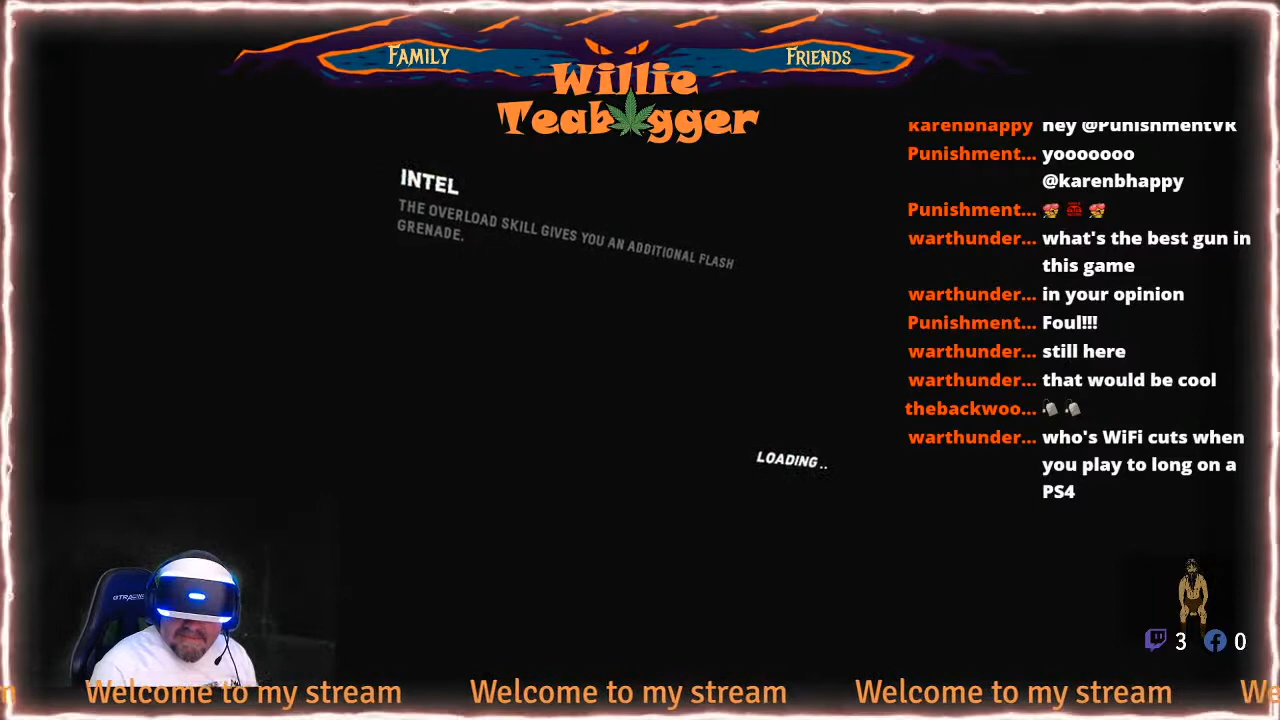 FAMILY
FRIENDS
Willie
Teabagger
INTEL
THE OVERLOAD SKILL GIVES YOU AN ADDITIONAL FLASH
GRENADE.
LOADING..
karenbhappy hey @PunishmentVR
Punishment... yooooooo
@karenbhappy
Punishment...
warthunder... what's the best gun in
this game
warthunder... in your opinion
Punishment... Foul!!!
warthunder... still here
warthunder... that would be cool
thebackwoo...
warthunder... who's WiFi cuts when
you play to long on a
PS4
GTRACING
3 0
Welcome to my stream Welcome to my stream Welcome to my stream We